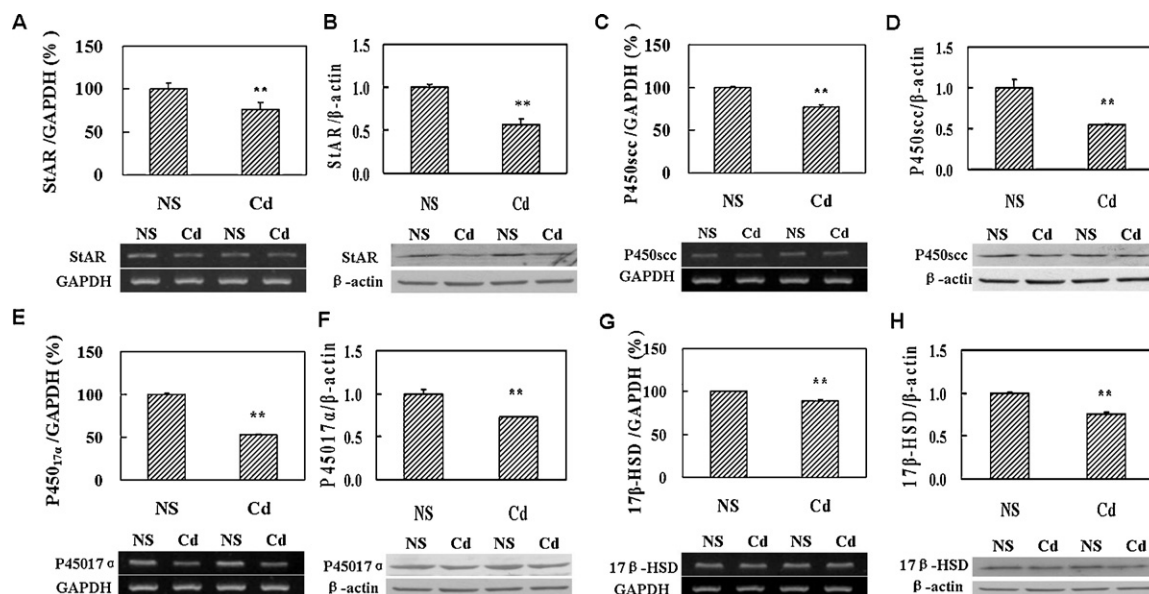 A
StAR /GAPDH (%)
150
100
50
0
**
NS Cd
NS Cd NS Cd
StAR
GAPDH
B
StAR/β-actin
1.5
1.0
0.5
0.0
**
NS Cd
NS Cd NS Cd
StAR
β-actin
C
P450scc/GAPDH (%)
150
100
50
0
**
NS Cd
NS Cd NS Cd
P450scc
GAPDH
D
P450scc/β-actin
1.5
1.0
0.5
0.0
**
NS Cd
NS Cd NS Cd
P450scc
β-actin
E
P45017α/GAPDH (%)
150
100
50
0
**
NS Cd
NS Cd NS Cd
P45017α
GAPDH
F
P45017α/β-actin
1.5
1.0
0.5
0.0
**
NS Cd
NS Cd NS Cd
P45017α
β-actin
G
17β-HSD/GAPDH (%)
150
100
50
0
**
NS Cd
NS Cd NS Cd
17β-HSD
GAPDH
H
17β-HSD/β-actin
1.5
1.0
0.5
0.0
**
NS Cd
NS Cd NS Cd
17β-HSD
β-actin